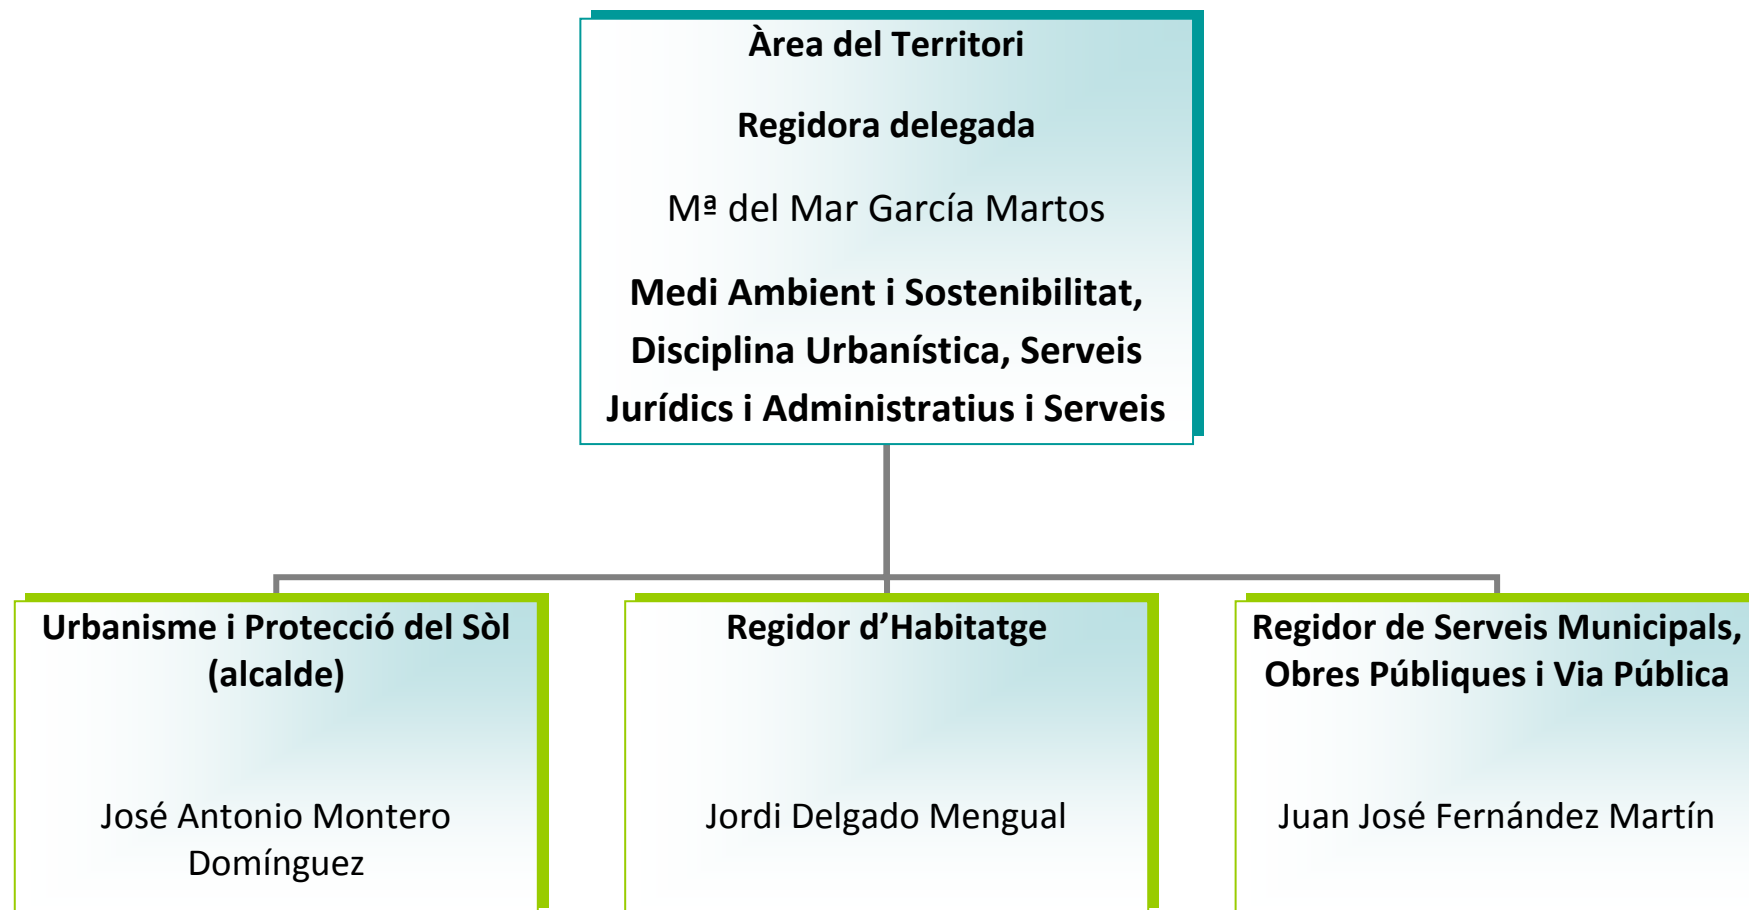 Àrea del Territori
Regidora delegada
Mª del Mar García Martos
Medi Ambient i Sostenibilitat,
Disciplina Urbanística, Serveis
Jurídics i Administratius i Serveis
Urbanisme i Protecció del Sòl
(alcalde)
José Antonio Montero
Domínguez
Regidor d’Habitatge
Jordi Delgado Mengual
Regidor de Serveis Municipals,
Obres Públiques i Via Pública
Juan José Fernández Martín